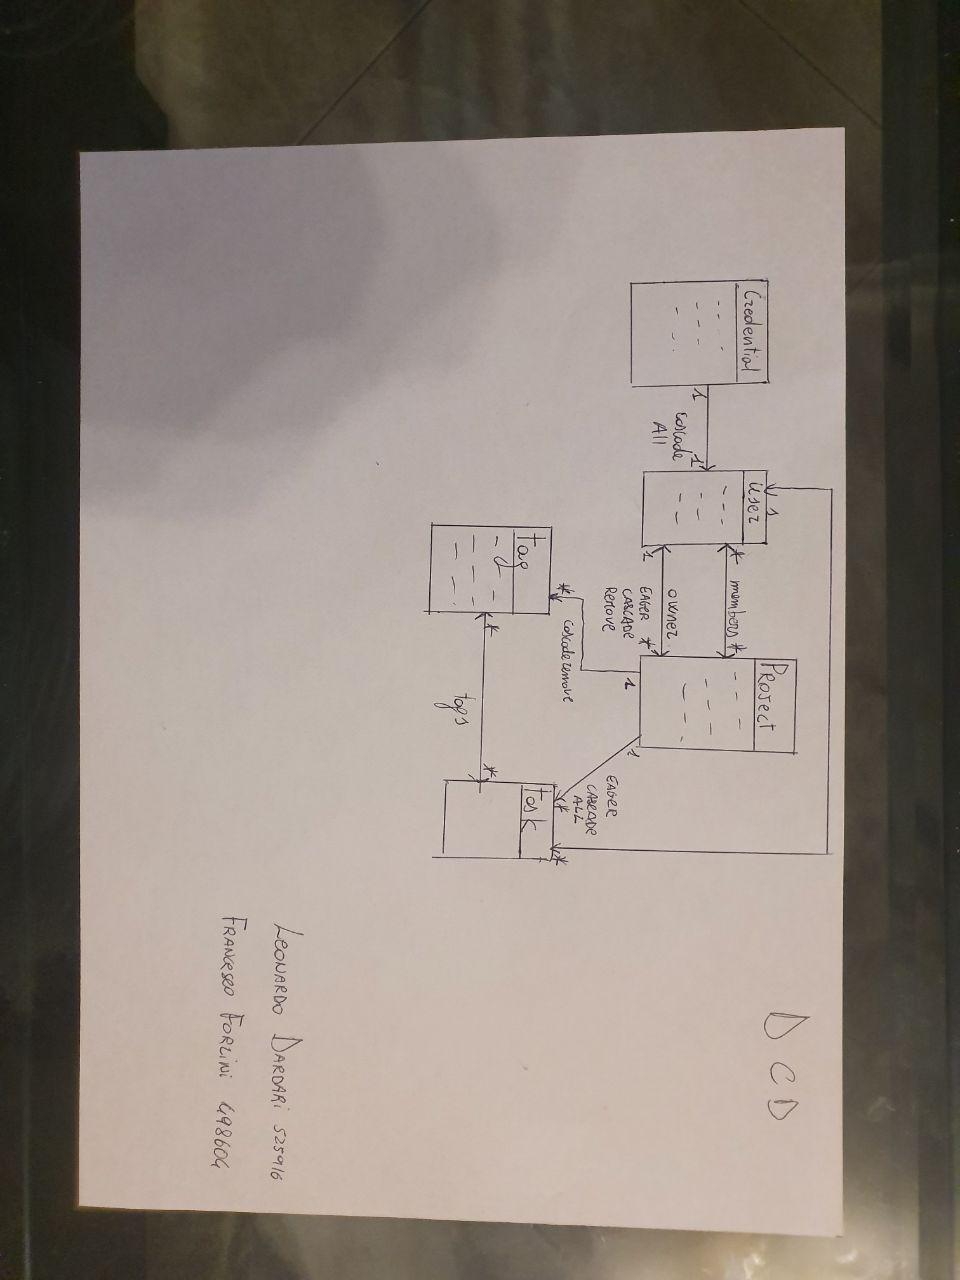 DCD
Credential
1
cascade
All
1
User
1
*
members
*
1
owner
EAGER
CASCADE
Remove
*
Project
1
1
cascade remove
*
EAGER
CASCADE
ALL
*
*
tag
*
tags
*
task
LEONARDO DARDARI 525916
FRANCESCO FORLINI 498604